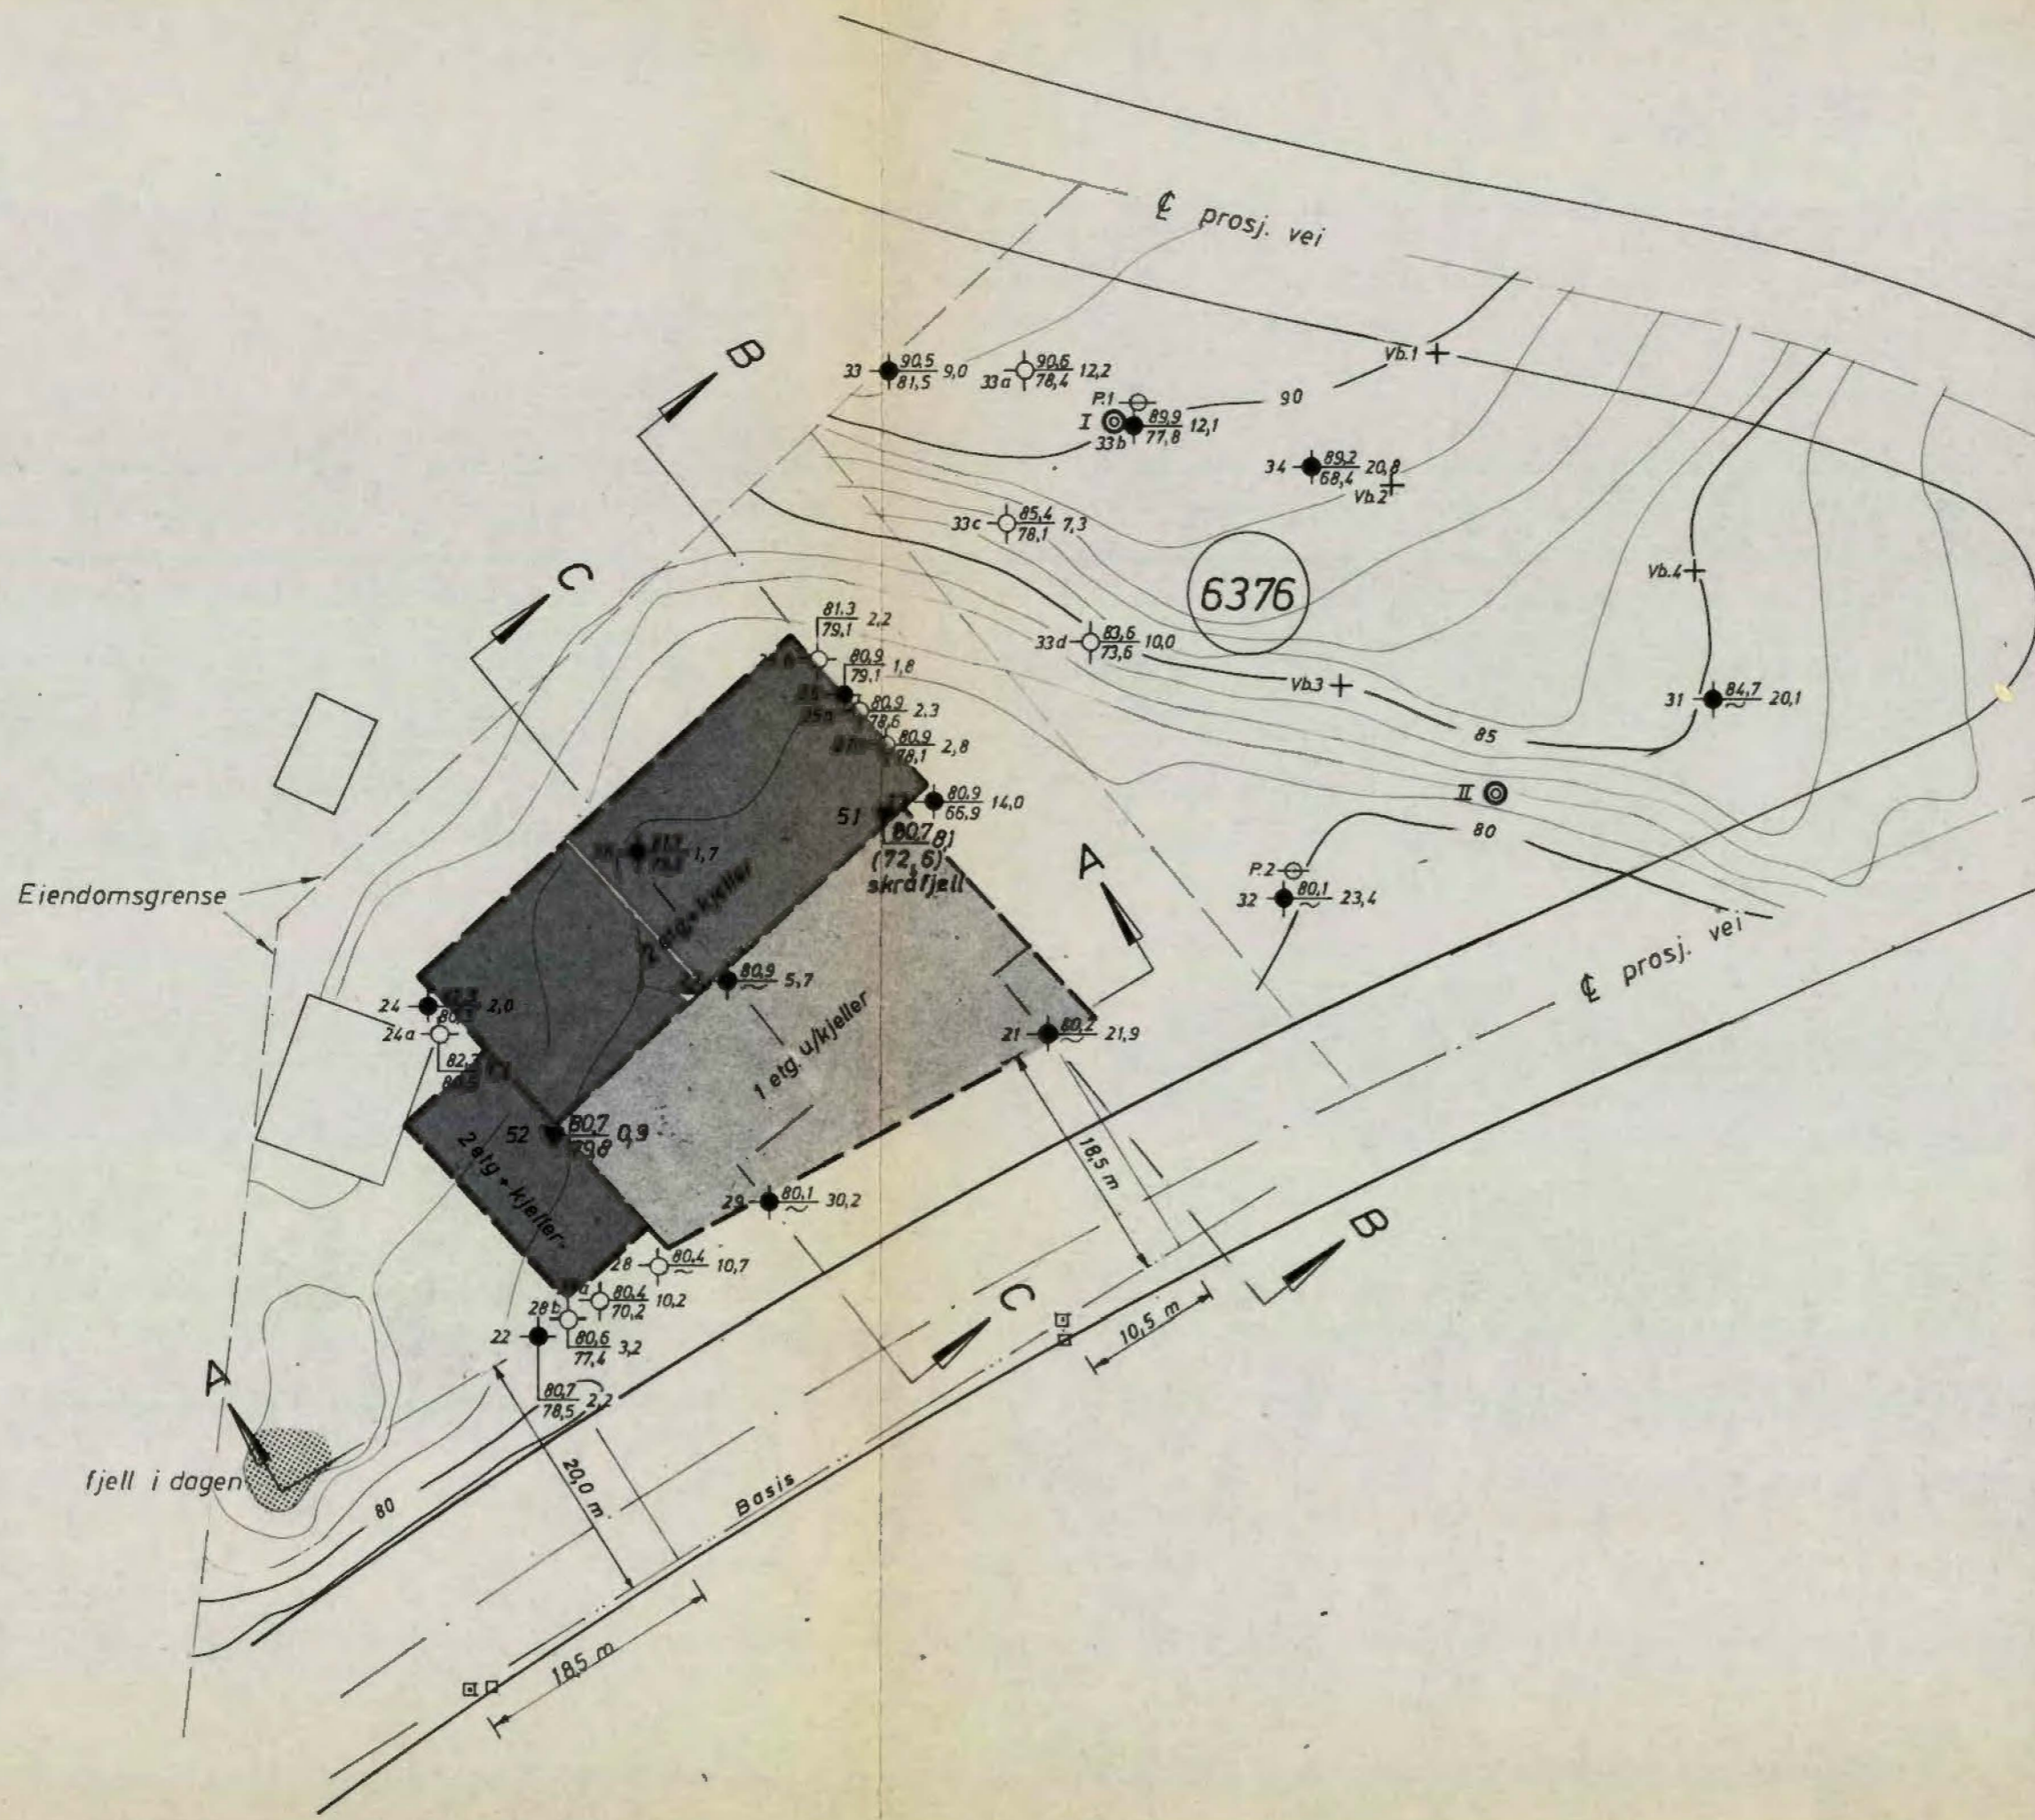 ℄ prosj. vei
B
Vb.1
33 90,5 9,0
81,5
33a 90,6 12,2
78,4
P.1
90
I
33b 89,9 12,1
77,8
34 89,2 20,8
68,4
Vb.2
33c 85,4 7,3
78,1
C
6376
Vb.4
81,3 2,2
79,1
33d 83,6 10,0
73,6
80,9 1,8
79,1
25a 80,9 2,3
78,6
Vb.3
31 84,7 20,1
80,9 2,8
78,1
85
II
80,9 14,0
66,9
51
80,7
(72,6)
skråfjell
80
1,7
A
P.2
32 80,1 23,4
Eiendomsgrense
2 etg + kjeller
℄ prosj. vei
80,9 5,7
24 2,0
80,3
24a
1 etg. u/kjeller
21 80,2 21,9
52 80,7 0,9
79,8
2 etg + kjeller
18,5 m
29 80,1 30,2
B
28 80,4 10,7
80,4 10,2
70,2
28b
80,6 3,2
77,4
C
10,5 m
22
80,7 2,2
78,5
A
fjell i dagen
20,0 m
80
Basis
18,5 m